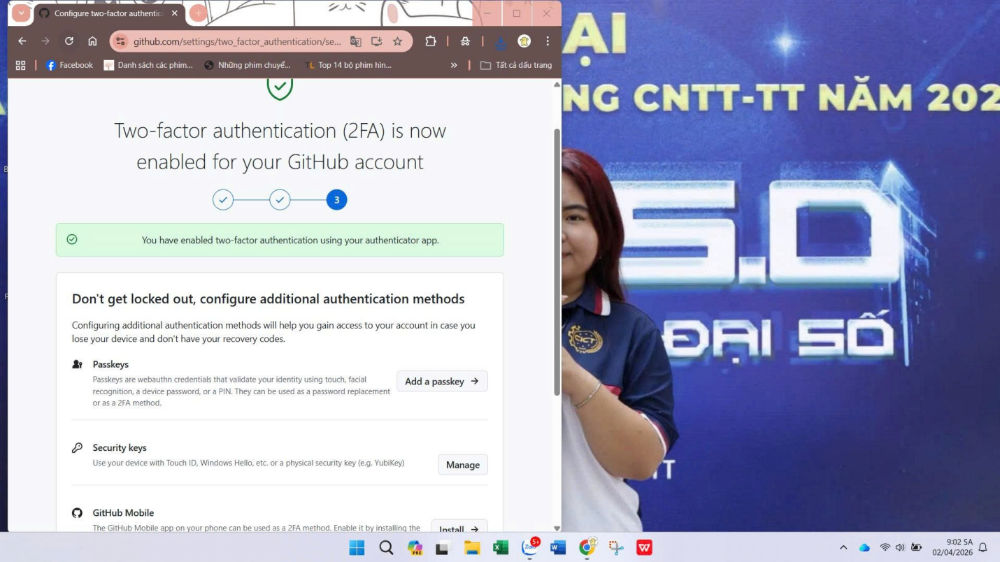 Configure two-factor authentic
github.com/settings/two_factor_authentication/se...
Facebook
Danh sách các phim...
Những phim chuyể...
TL Top 14 bộ phim hìn...
»
Tất cả dấu trang
Two-factor authentication (2FA) is now
enabled for your GitHub account
3
You have enabled two-factor authentication using your authenticator app.
Don't get locked out, configure additional authentication methods
Configuring additional authentication methods will help you gain access to your account in case you
lose your device and don't have your recovery codes.
Passkeys
Passkeys are webauthn credentials that validate your identity using touch, facial
recognition, a device password, or a PIN. They can be used as a password replacement
or as a 2FA method.
Add a passkey
Security keys
Use your device with Touch ID, Windows Hello, etc. or a physical security key (e.g. YubiKey)
Manage
GitHub Mobile
The GitHub Mobile app on your phone can be used as a 2FA method. Enable it by installing the
Install
ẠI
NG CNTT-TT NĂM 202
5.0
ĐẠI SỐ
CICT
IT
PRE
Zalo
5+
9:02 SA
02/04/2026